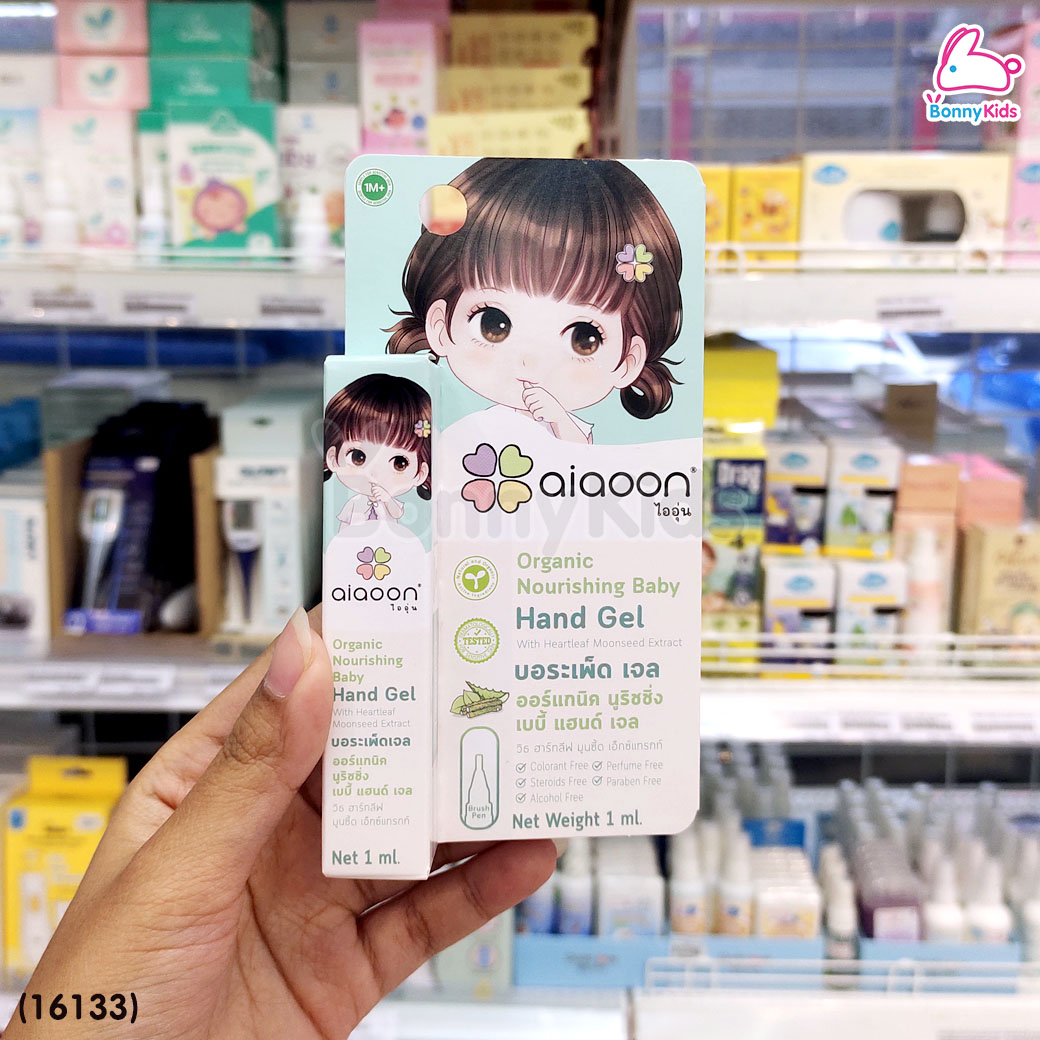 BonnyKids
1M+
aiaoon®
ไออุ่น
Organic
Nourishing Baby
Hand Gel
With Heartleaf Moonseed Extract
บอระเพ็ด เจล
ออร์แกนิค นูริชชิ่ง
เบบี้ แฮนด์ เจล
วิธ ฮาร์ทลีฟ มูนซี้ด เอ็กซ์แทรกท์
Colorant Free Perfume Free
Steroids Free Paraben Free
Alcohol Free
TESTED
Brush
Pen
Net Weight 1 ml.
aiaoon®
ไออุ่น
Organic
Nourishing
Baby
Hand Gel
With Heartleaf
Moonseed Extract
บอระเพ็ดเจล
ออร์แกนิค
นูริชชิ่ง
เบบี้ แฮนด์ เจล
วิธ ฮาร์ทลีฟ
มูนซี้ด เอ็กซ์แทรกท์
Net 1 ml.
BonnyKids
(16133)